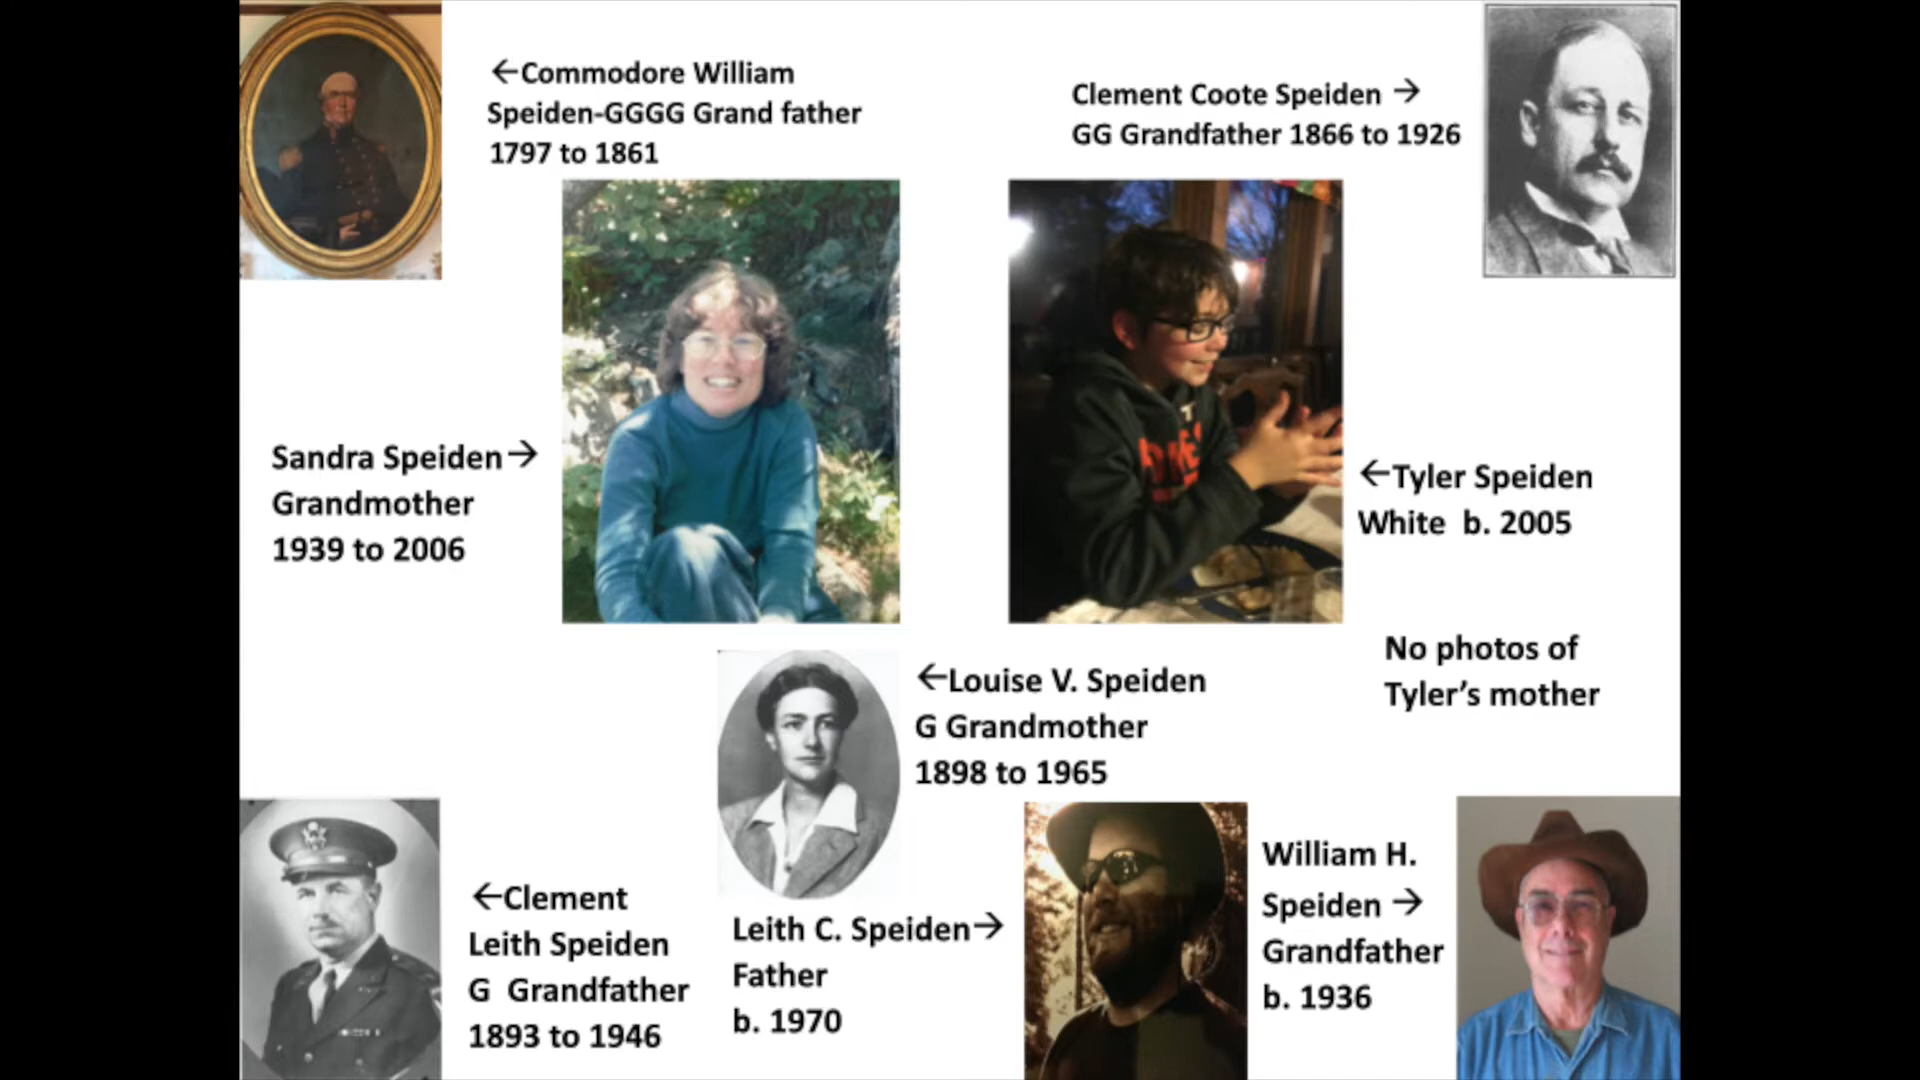 ←Commodore William
Speiden-GGGG Grand father
1797 to 1861
Clement Coote Speiden →
GG Grandfather 1866 to 1926
Sandra Speiden→
Grandmother
1939 to 2006
←Tyler Speiden
White b. 2005
No photos of
Tyler's mother
←Louise V. Speiden
G Grandmother
1898 to 1965
←Clement
Leith Speiden
G Grandfather
1893 to 1946
Leith C. Speiden→
Father
b. 1970
William H.
Speiden →
Grandfather
b. 1936